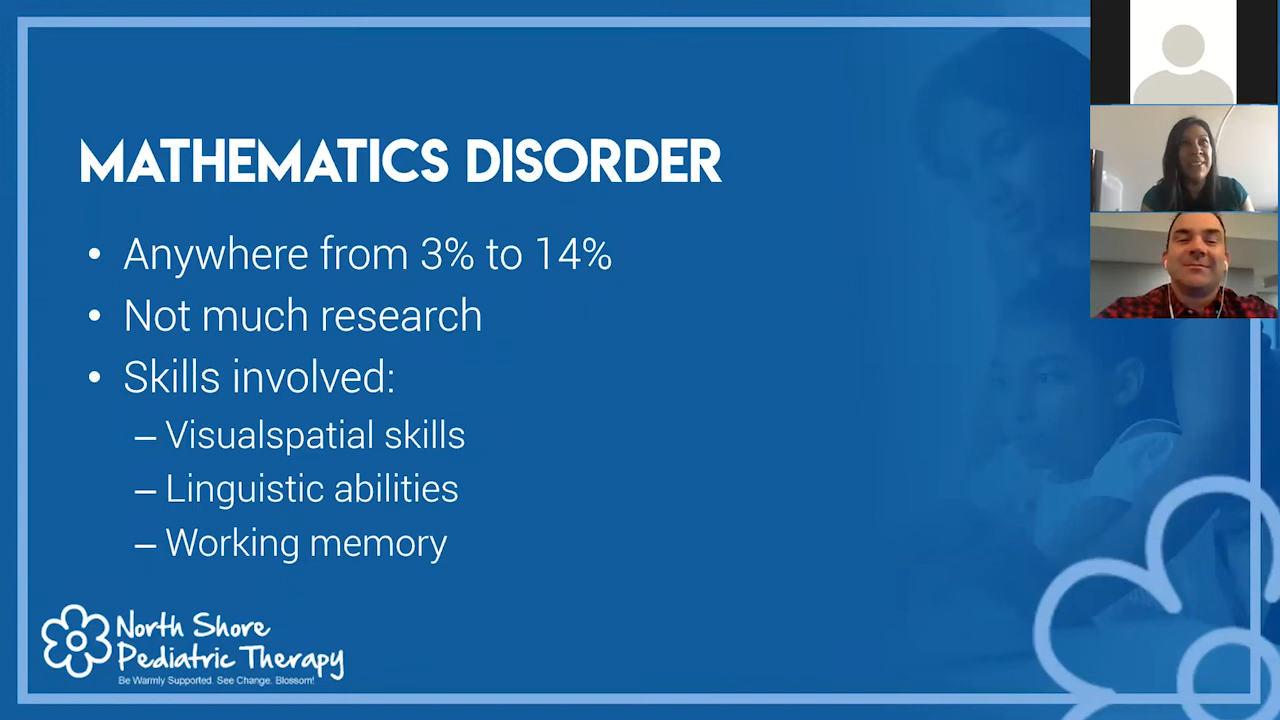 MATHEMATICS DISORDER
• Anywhere from 3% to 14%
• Not much research
• Skills involved:
– Visualspatial skills
– Linguistic abilities
– Working memory
North Shore
Pediatric Therapy
Be Warmly Supported. See Change. Blossom!